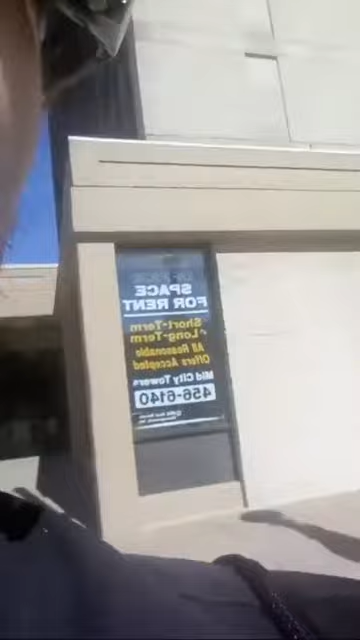 SPACE
FOR RENT
Short-Term
Long-Term
All Reasonable
Offers Accepted
Mid City Towers
456-6140